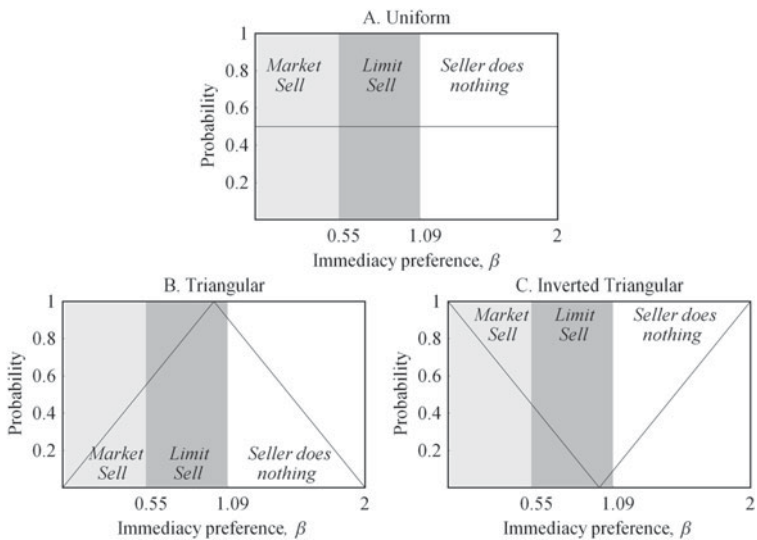 A. Uniform
1
0.8
0.6
0.4
0.2
Probability
Market
Sell
Limit
Sell
Seller does
nothing
0.55 1.09 2
Immediacy preference, β
B. Triangular
1
0.8
0.6
0.4
0.2
Probability
Market
Sell
Limit
Sell
Seller does
nothing
0.55 1.09 2
Immediacy preference, β
C. Inverted Triangular
1
0.8
0.6
0.4
0.2
Probability
Market
Sell
Limit
Sell
Seller does
nothing
0.55 1.09 2
Immediacy preference, β